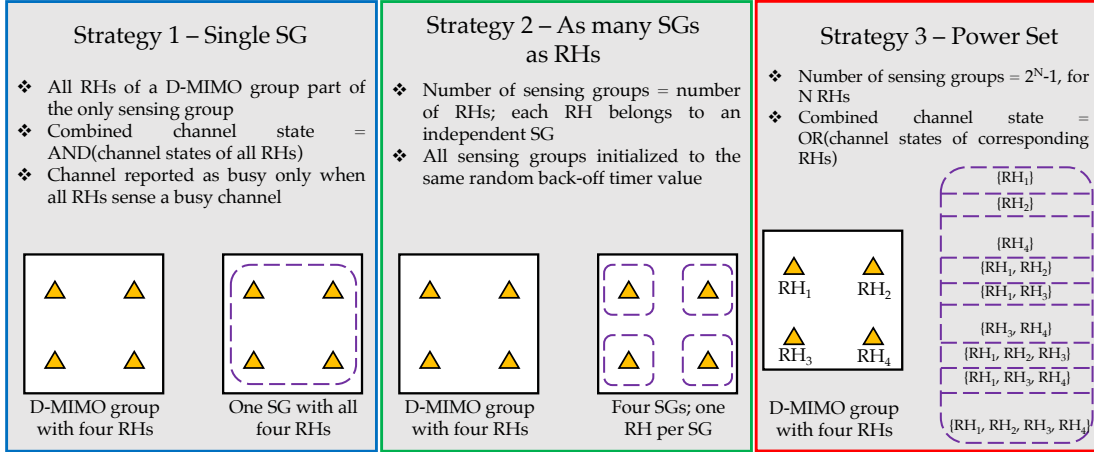 Strategy 1 – Single SG
❖ All RHs of a D-MIMO group part of
the only sensing group
❖ Combined channel state =
AND(channel states of all RHs)
❖ Channel reported as busy only when
all RHs sense a busy channel
D-MIMO group
with four RHs
One SG with all
four RHs
Strategy 2 – As many SGs
as RHs
❖ Number of sensing groups = number
of RHs; each RH belongs to an
independent SG
❖ All sensing groups initialized to the
same random back-off timer value
D-MIMO group
with four RHs
Four SGs; one
RH per SG
Strategy 3 – Power Set
❖ Number of sensing groups = 2ᴺ-1, for
N RHs
❖ Combined channel state =
OR(channel states of corresponding
RHs)
RH₁ RH₂
RH₃ RH₄
D-MIMO group
with four RHs
{RH₁}
{RH₂}
{RH₄}
{RH₁, RH₂}
{RH₁, RH₃}
{RH₃, RH₄}
{RH₁, RH₂, RH₃}
{RH₁, RH₃, RH₄}
{RH₁, RH₂, RH₃, RH₄}